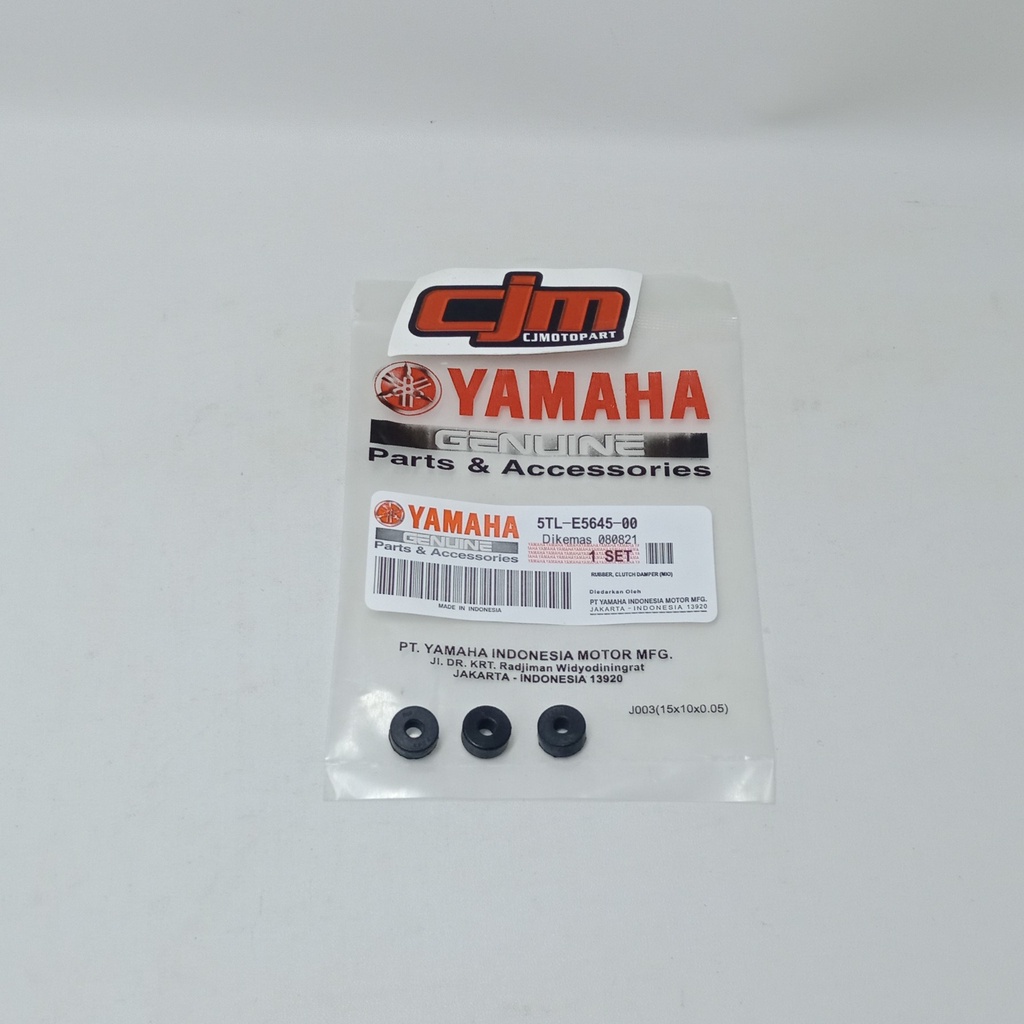 cjm
CJMOTOPART
YAMAHA
GENUINE
Parts & Accessories
YAMAHA
GENUINE
Parts & Accessories
MADE IN INDONESIA
5TL-E5645-00
Dikemas 080821
1 SET
RUBBER, CLUTCH DAMPER (MIO)
Diedarkan Oleh
PT YAMAHA INDONESIA MOTOR MFG.
JAKARTA - INDONESIA 13920
PT. YAMAHA INDONESIA MOTOR MFG.
Jl. DR. KRT. Radjiman Widyodiningrat
JAKARTA - INDONESIA 13920
J003(15x10x0.05)